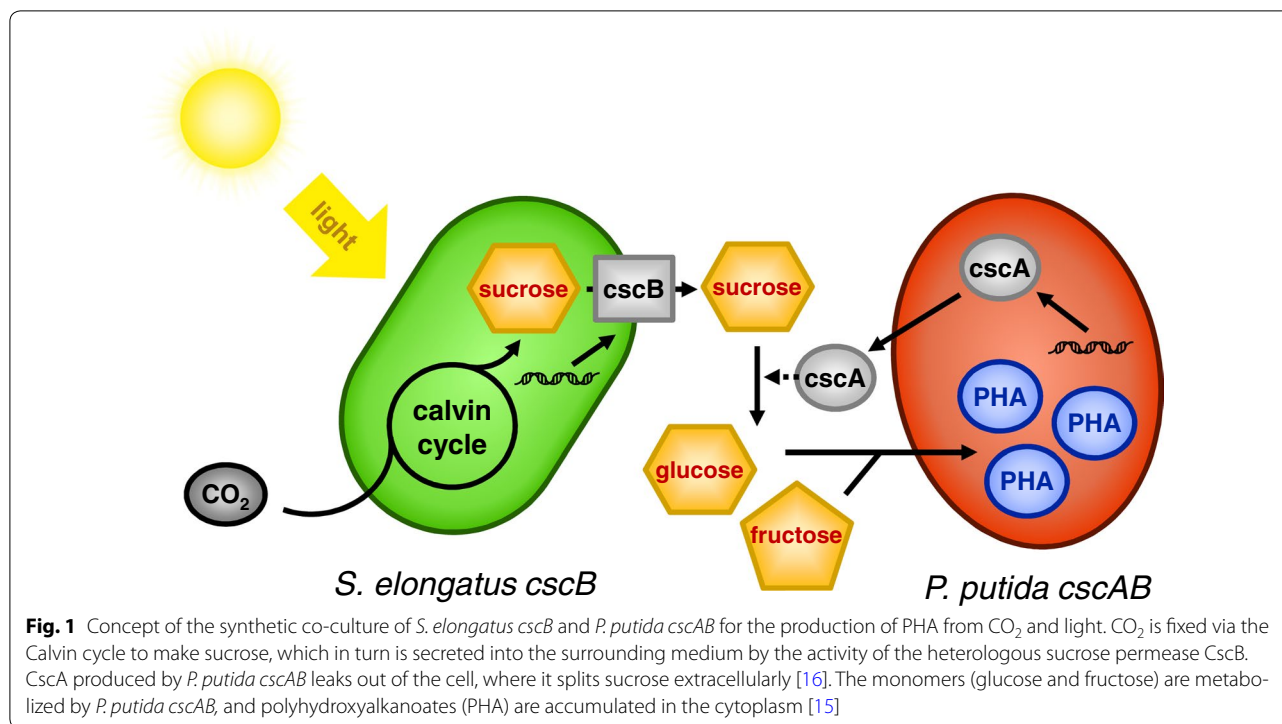 light
sucrose
cscB
sucrose
cscA
cscA
calvin
cycle
CO₂
glucose
fructose
PHA
PHA
PHA
S. elongatus cscB
P. putida cscAB
Fig. 1 Concept of the synthetic co-culture of S. elongatus cscB and P. putida cscAB for the production of PHA from CO₂ and light. CO₂ is fixed via the
Calvin cycle to make sucrose, which in turn is secreted into the surrounding medium by the activity of the heterologous sucrose permease CscB.
CscA produced by P. putida cscAB leaks out of the cell, where it splits sucrose extracellularly [16]. The monomers (glucose and fructose) are metabo-
lized by P. putida cscAB, and polyhydroxyalkanoates (PHA) are accumulated in the cytoplasm [15]